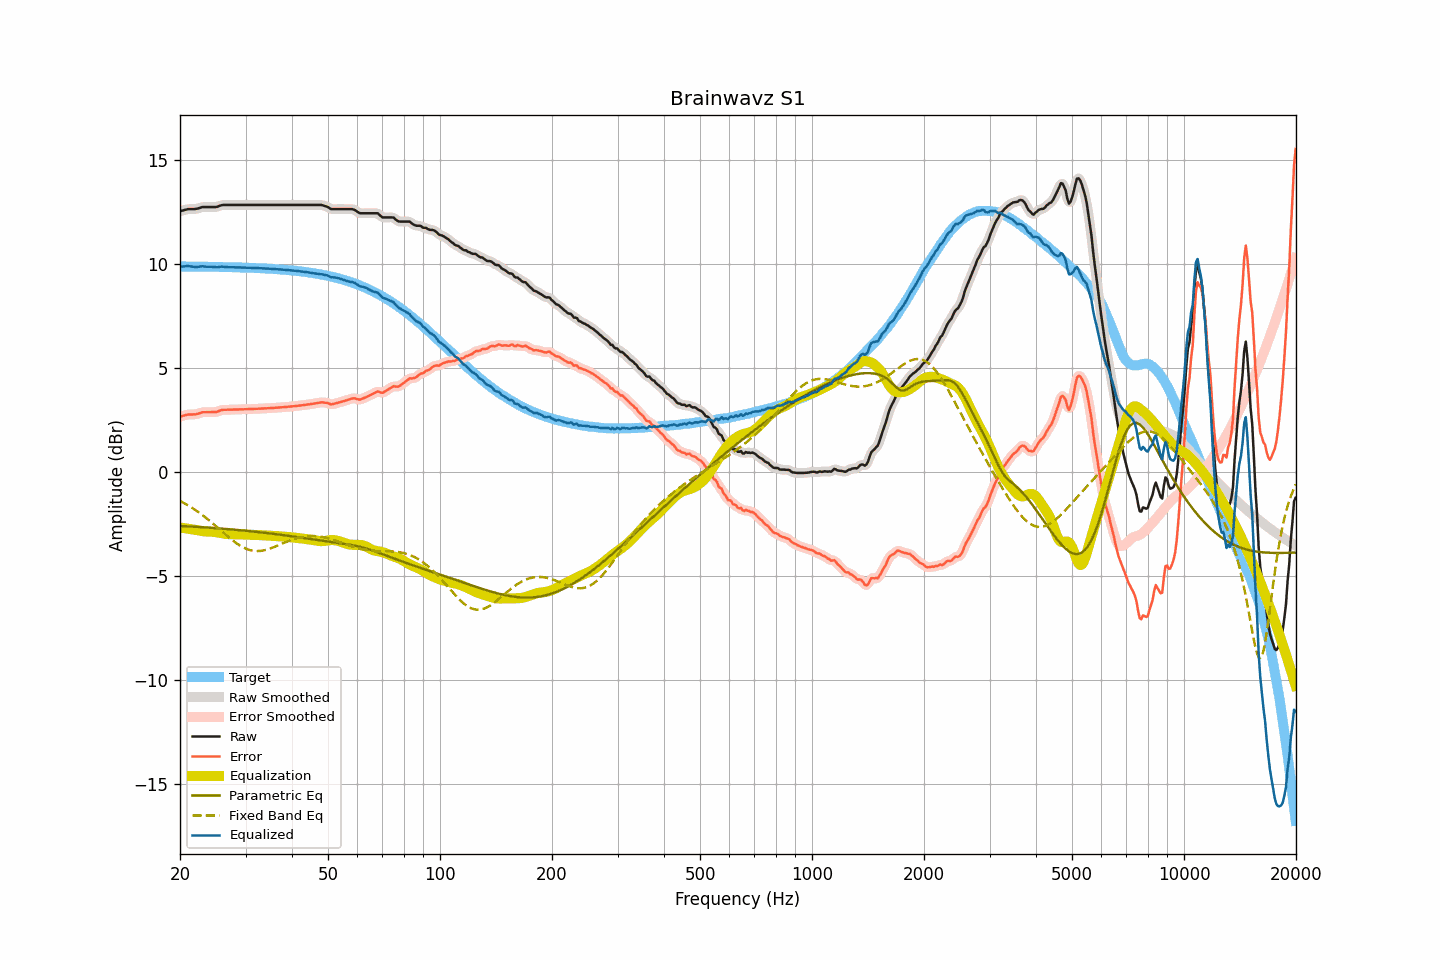 Brainwavz S1
Amplitude (dBr)
15
10
5
0
−5
−10
−15
Target
Raw Smoothed
Error Smoothed
Raw
Error
Equalization
Parametric Eq
Fixed Band Eq
Equalized
20 50 100 200 500 1000 2000 5000 10000 20000
Frequency (Hz)